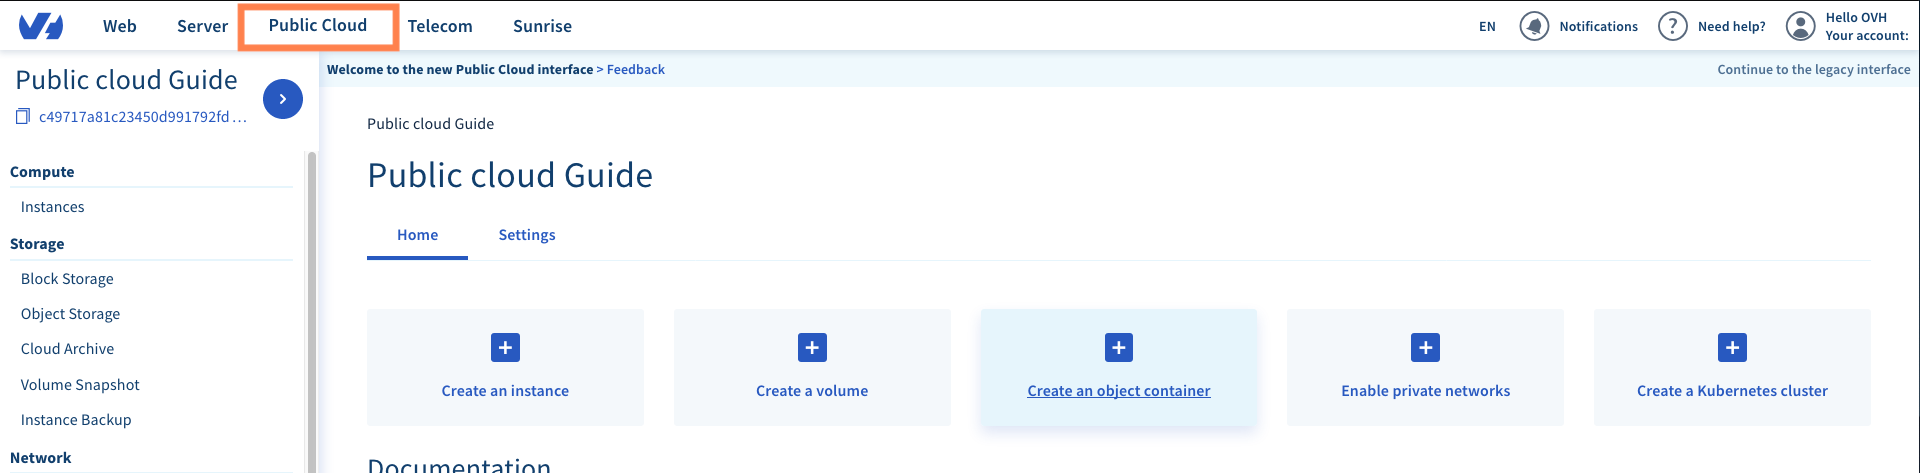 Web Server Public Cloud Telecom Sunrise EN Notifications Need help? Hello OVH
Your account:
Public cloud Guide
c49717a81c23450d991792fd...
Compute
Instances
Storage
Block Storage
Object Storage
Cloud Archive
Volume Snapshot
Instance Backup
Network
Welcome to the new Public Cloud interface > Feedback Continue to the legacy interface
Public cloud Guide
Public cloud Guide
Home Settings
Create an instance Create a volume Create an object container Enable private networks Create a Kubernetes cluster
Documentation